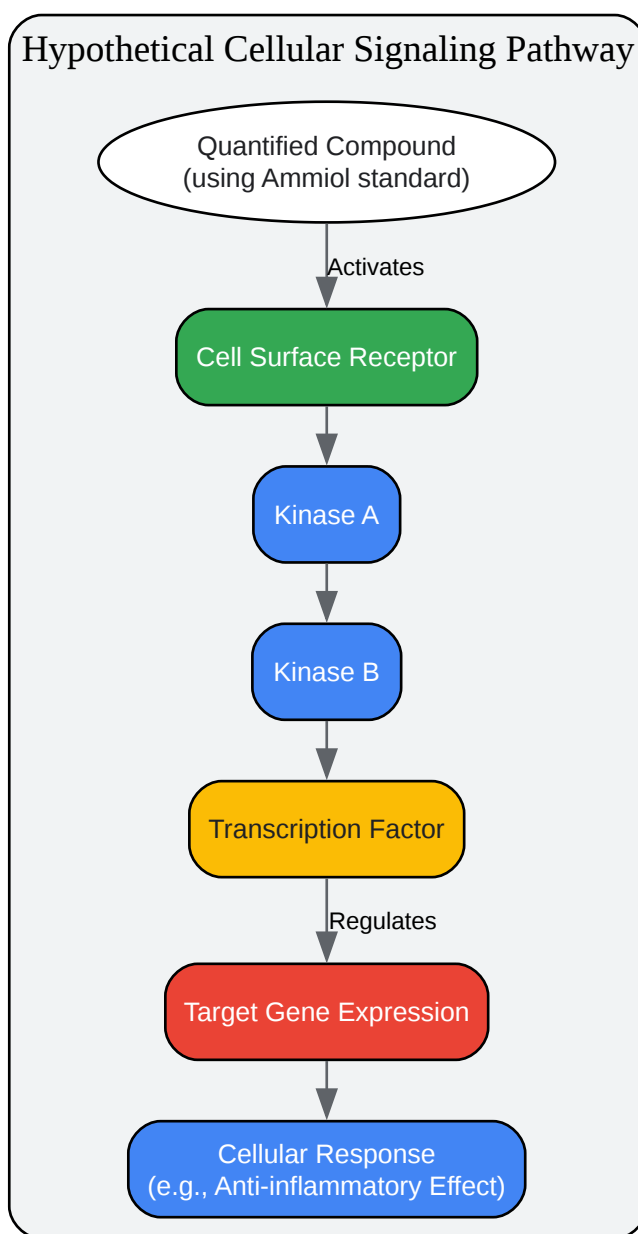 Hypothetical Cellular Signaling Pathway
Quantified Compound
(using Ammiol standard)
Activates
Cell Surface Receptor
Kinase A
Kinase B
Transcription Factor
Regulates
Target Gene Expression
Cellular Response
(e.g., Anti-inflammatory Effect)